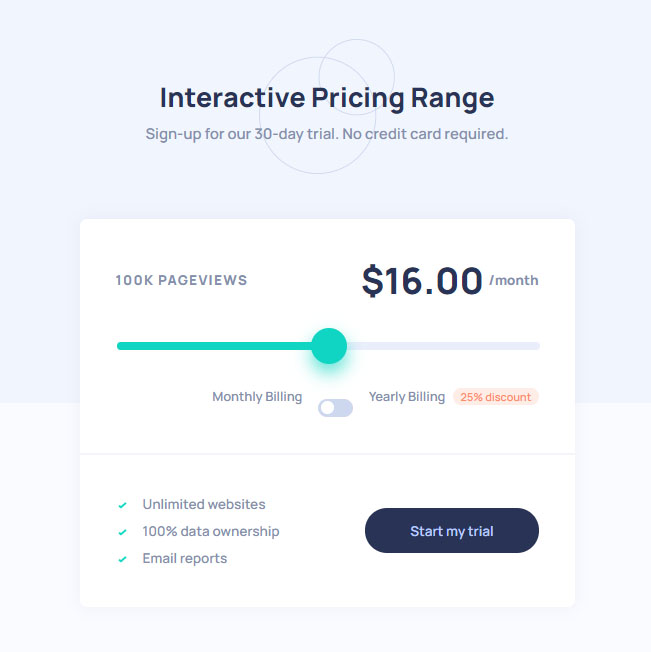 Interactive Pricing Range
Sign-up for our 30-day trial. No credit card required.
100K PAGEVIEWS
$16.00 /month
Monthly Billing
Yearly Billing
25% discount
Unlimited websites
100% data ownership
Email reports
Start my trial